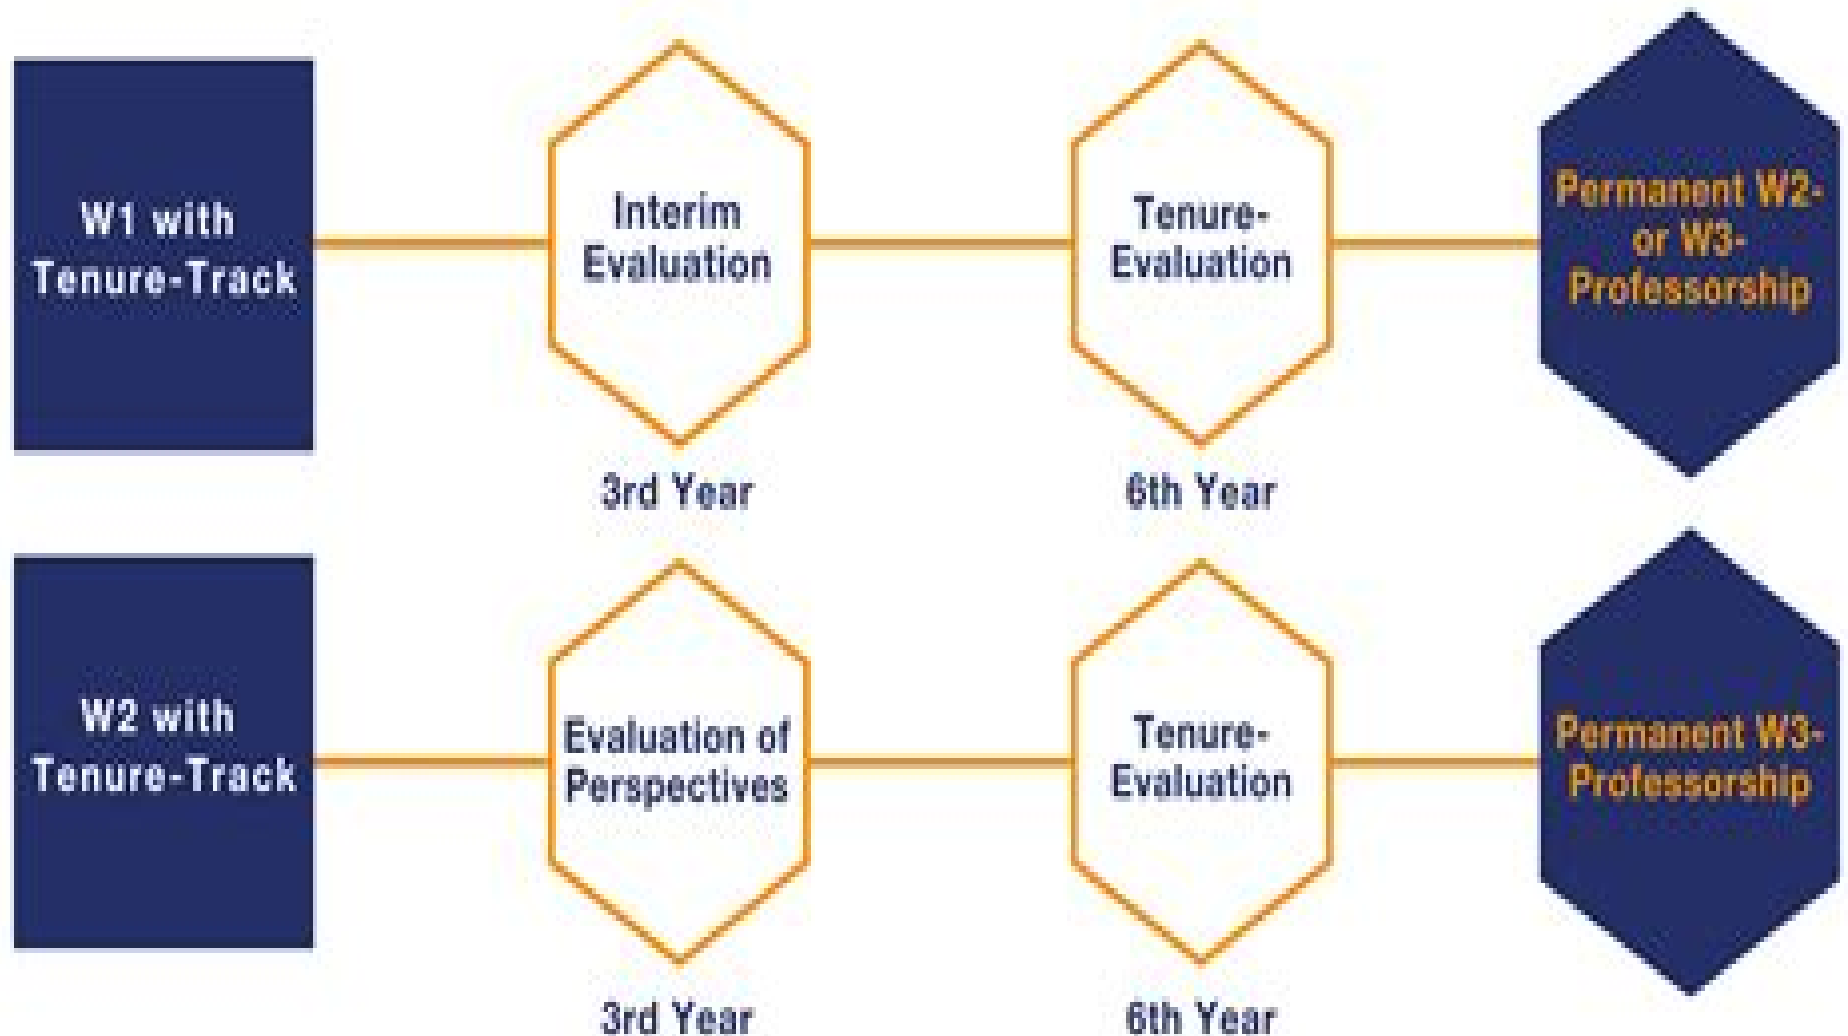 W1 with
Tenure-Track
Interim
Evaluation
3rd Year
Tenure-
Evaluation
6th Year
Permanent W2-
or W3-
Professorship
W2 with
Tenure-Track
Evaluation of
Perspectives
3rd Year
Tenure-
Evaluation
6th Year
Permanent W3-
Professorship